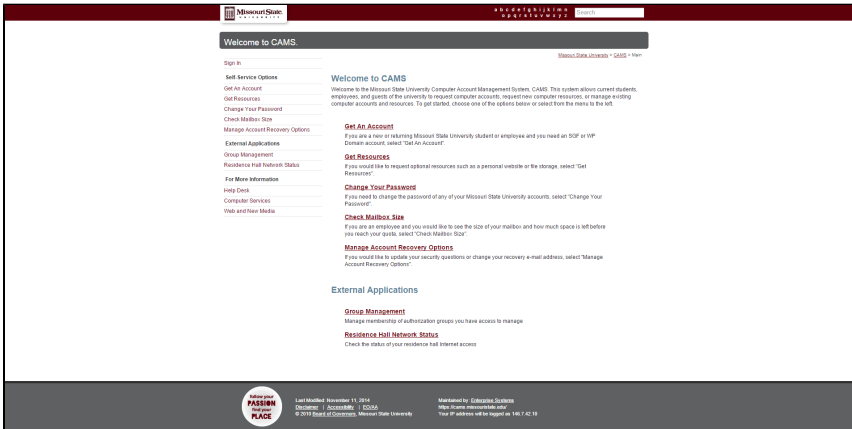 Missouri State
UNIVERSITY
a b c d e f g h i j k l m n
o p q r s t u v w x y z
Search
Welcome to CAMS.
Missouri State University > CAMS > Main
Sign In
Self-Service Options
Get An Account
Get Resources
Change Your Password
Check Mailbox Size
Manage Account Recovery Options
External Applications
Group Management
Residence Hall Network Status
For More Information
Help Desk
Computer Services
Web and New Media
Welcome to CAMS
Welcome to the Missouri State University Computer Account Management System, CAMS. This system allows current students,
employees, and guests of the university to request computer accounts, request new computer resources, or manage existing
computer accounts and resources. To get started, choose one of the options below or select from the menu to the left.
Get An Account
If you are a new or returning Missouri State University student or employee and you need an SGF or WP
Domain account, select "Get An Account".
Get Resources
If you would like to request optional resources such as a personal website or file storage, select "Get
Resources".
Change Your Password
If you need to change the password of any of your Missouri State University accounts, select "Change Your
Password".
Check Mailbox Size
If you are an employee and you would like to see the size of your mailbox and how much space is left before
you reach your quota, select "Check Mailbox Size".
Manage Account Recovery Options
If you would like to update your security questions or change your recovery e-mail address, select "Manage
Account Recovery Options".
External Applications
Group Management
Manage membership of authorization groups you have access to manage
Residence Hall Network Status
Check the status of your residence hall Internet access
follow your
PASSION
find your
PLACE
Last Modified: November 11, 2014
Disclaimer | Accessibility | EO/AA
© 2010 Board of Governors, Missouri State University
Maintained by: Enterprise Systems
https://cams.missouristate.edu/
Your IP address will be logged as 146.7.42.18